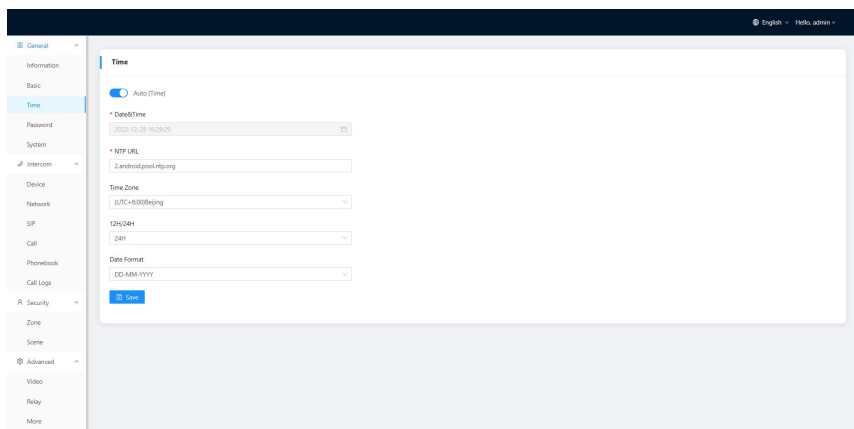 English Hello, admin
General
Information
Basic
Time
Password
System
Intercom
Device
Network
SIP
Call
Phonebook
Call Logs
Security
Zone
Scene
Advanced
Video
Relay
More
Time
Auto (Time)
* Date&Time
2022-12-28 16:29:29
* NTP URL
2.android.pool.ntp.org
Time Zone
(UTC+8:00)Beijing
12H/24H
24H
Date Format
DD-MM-YYYY
Save